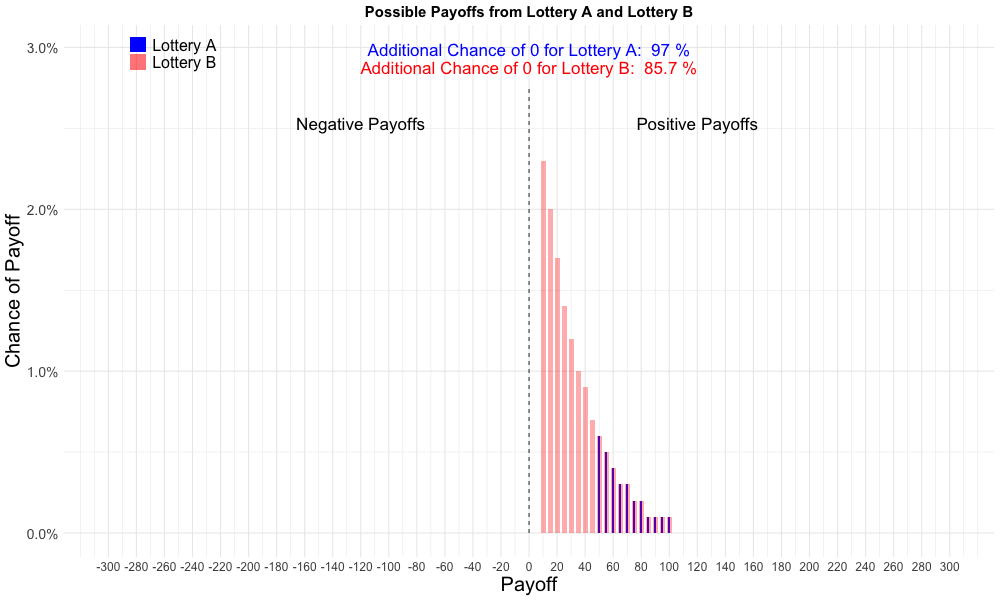 Possible Payoffs from Lottery A and Lottery B
Lottery A
Lottery B
Additional Chance of 0 for Lottery A:  97 %
Additional Chance of 0 for Lottery B:  85.7 %
Negative Payoffs
Positive Payoffs
Chance of Payoff
3.0%
2.0%
1.0%
0.0%
-300 -280 -260 -240 -220 -200 -180 -160 -140 -120 -100 -80 -60 -40 -20 0 20 40 60 80 100 120 140 160 180 200 220 240 260 280 300
Payoff